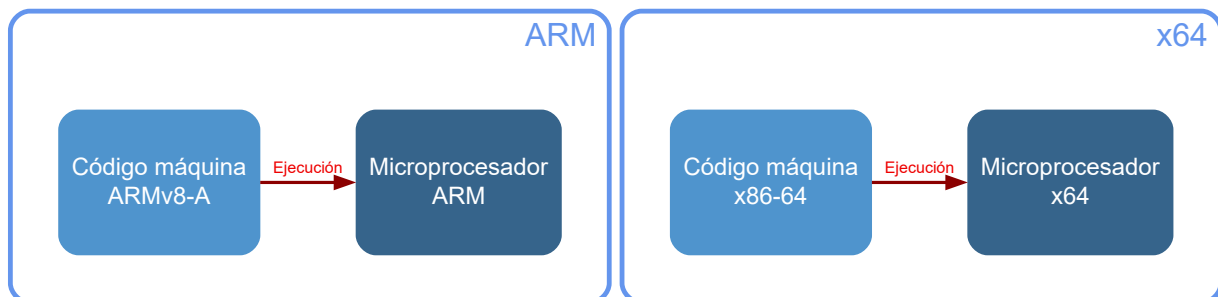 ARM
Código máquina
ARMv8-A
Ejecución
Microprocesador
ARM
x64
Código máquina
x86-64
Ejecución
Microprocesador
x64